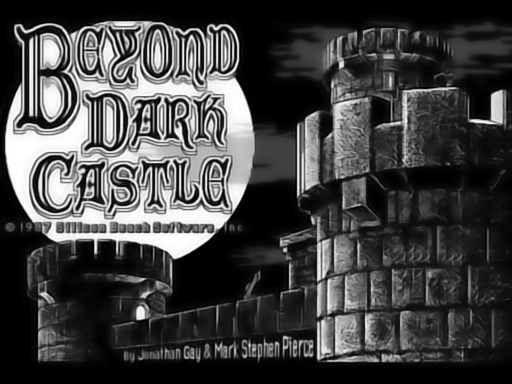 BEYOND
DARK
CASTLE
© 1987 Silicon Beach Software, Inc
By Jonathan Gay & Mark Stephen Pierce